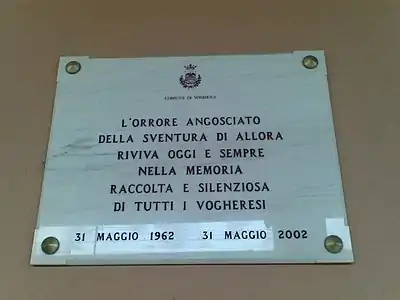 COMUNE DI VOGHERA
L'ORRORE ANGOSCIATO
DELLA SVENTURA DI ALLORA
RIVIVA OGGI E SEMPRE
NELLA MEMORIA
RACCOLTA E SILENZIOSA
DI TUTTI I VOGHERESI
31 MAGGIO 1962 31 MAGGIO 2002